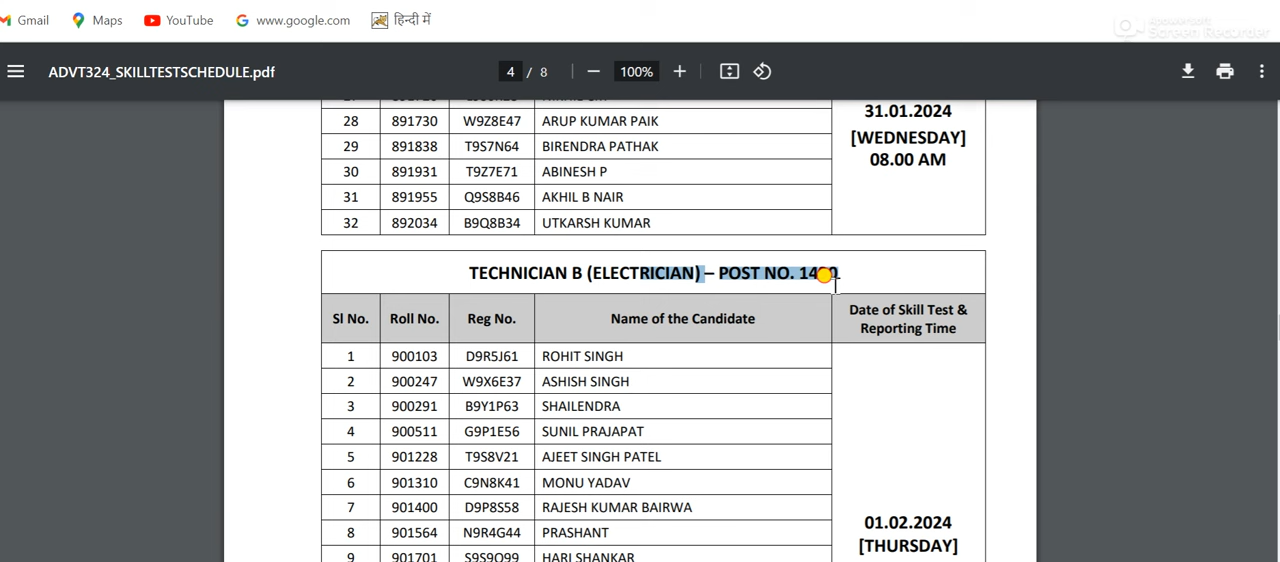 Gmail Maps YouTube www.google.com हिन्दी में
Apowersoft
Screen Recorder
ADVT324_SKILLTESTSCHEDULE.pdf 4 / 8 100%
31.01.2024
28 891730 W9Z8E47 ARUP KUMAR PAIK
[WEDNESDAY]
29 891838 T9S7N64 BIRENDRA PATHAK
08.00 AM
30 891931 T9Z7E71 ABINESH P
31 891955 Q9S8B46 AKHIL B NAIR
32 892034 B9Q8B34 UTKARSH KUMAR
TECHNICIAN B (ELECTRICIAN) – POST NO.
Sl No. Roll No. Reg No. Name of the Candidate Date of Skill Test &
Reporting Time
1 900103 D9R5J61 ROHIT SINGH
2 900247 W9X6E37 ASHISH SINGH
3 900291 B9Y1P63 SHAILENDRA
4 900511 G9P1E56 SUNIL PRAJAPAT
5 901228 T9S8V21 AJEET SINGH PATEL
6 901310 C9N8K41 MONU YADAV
7 901400 D9P8S58 RAJESH KUMAR BAIRWA
01.02.2024
8 901564 N9R4G44 PRASHANT
[THURSDAY]
9 901701 S9S9O99 HARI SHANKAR